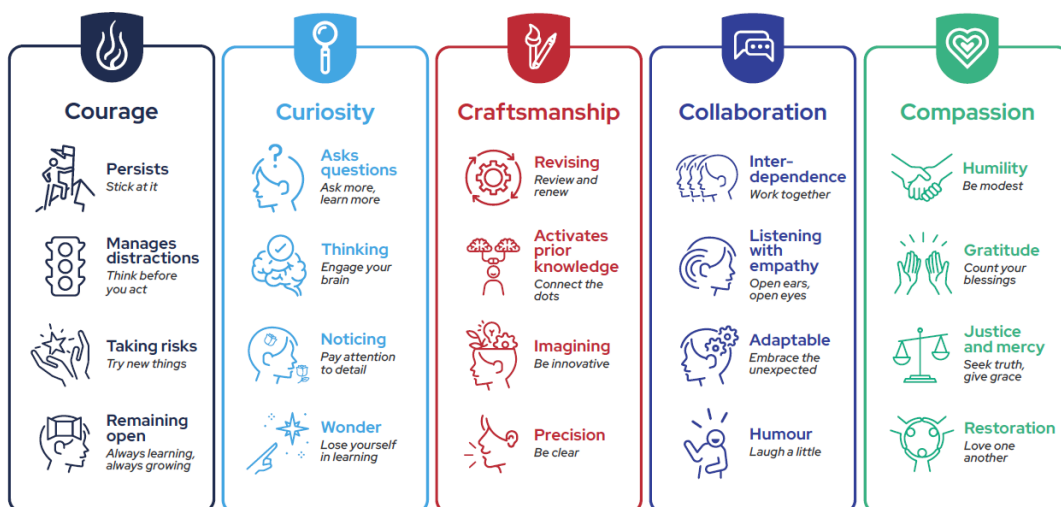 Courage
Persists
Stick at it
Manages
distractions
Think before
you act
Taking risks
Try new things
Remaining
open
Always learning,
always growing
Curiosity
?
Asks
questions
Ask more,
learn more
Thinking
Engage your
brain
Noticing
Pay attention
to detail
Wonder
Lose yourself
in learning
Craftsmanship
Revising
Review and
renew
Activates
prior
knowledge
Connect the
dots
Imagining
Be innovative
Precision
Be clear
Collaboration
Inter-
dependence
Work together
Listening
with
empathy
Open ears,
open eyes
Adaptable
Embrace the
unexpected
Humour
Laugh a little
Compassion
Humility
Be modest
Gratitude
Count your
blessings
Justice
and mercy
Seek truth,
give grace
Restoration
Love one
another